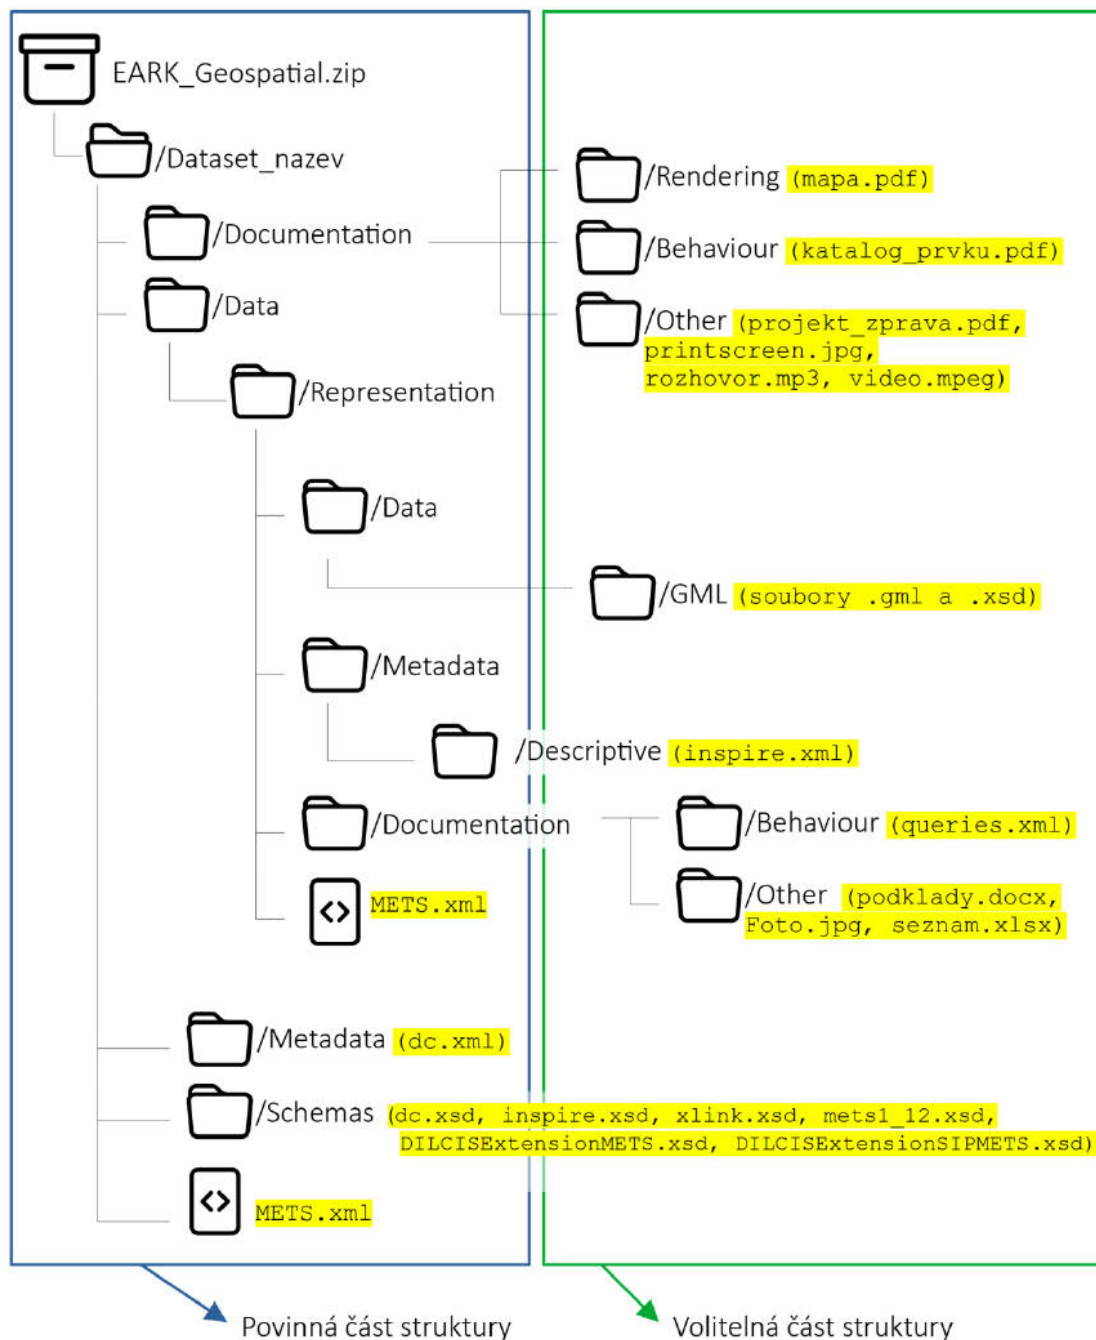 EARK_Geospatial.zip
/Dataset_nazev
/Rendering (mapa.pdf)
/Documentation
/Behaviour (katalog_prvku.pdf)
/Data
/Other (projekt_zprava.pdf,
printscreen.jpg,
rozhovor.mp3, video.mpeg)
/Representation
/Data
/GML (soubory .gml a .xsd)
/Metadata
/Descriptive (inspire.xml)
/Documentation
/Behaviour (queries.xml)
METS.xml
/Other (podklady.docx,
Foto.jpg, seznam.xlsx)
/Metadata (dc.xml)
/Schemas (dc.xsd, inspire.xsd, xlink.xsd, mets1_12.xsd,
DILCISExtensionMETS.xsd, DILCISExtensionSIPMETS.xsd)
METS.xml
Povinná část struktury
Volitelná část struktury